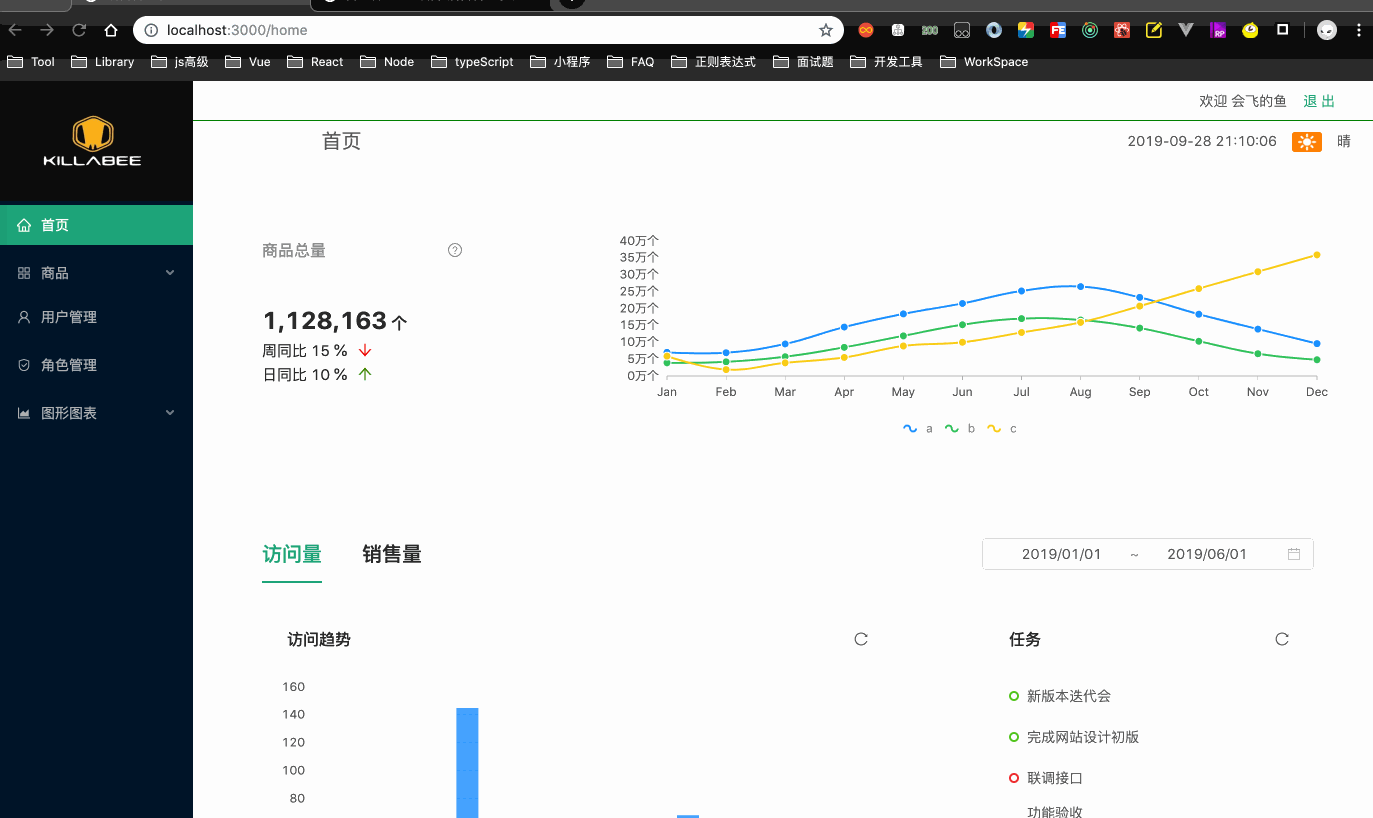 localhost:3000/home
200
FE
RP
Tool Library js高级 Vue React Node typeScript 小程序 FAQ 正则表达式 面试题 开发工具 WorkSpace
KILLABEE
欢迎 会飞的鱼 退 出
首页
2019-09-28 21:10:06 晴
首页
商品
用户管理
角色管理
图形图表
商品总量
1,128,163 个
周同比 15 %
日同比 10 %
40万个
35万个
30万个
25万个
20万个
15万个
10万个
5万个
0万个
Jan Feb Mar Apr May Jun Jul Aug Sep Oct Nov Dec
a b c
访问量 销售量
2019/01/01 ~ 2019/06/01
访问趋势
160
140
120
100
80
任务
新版本迭代会
完成网站设计初版
联调接口
功能验收